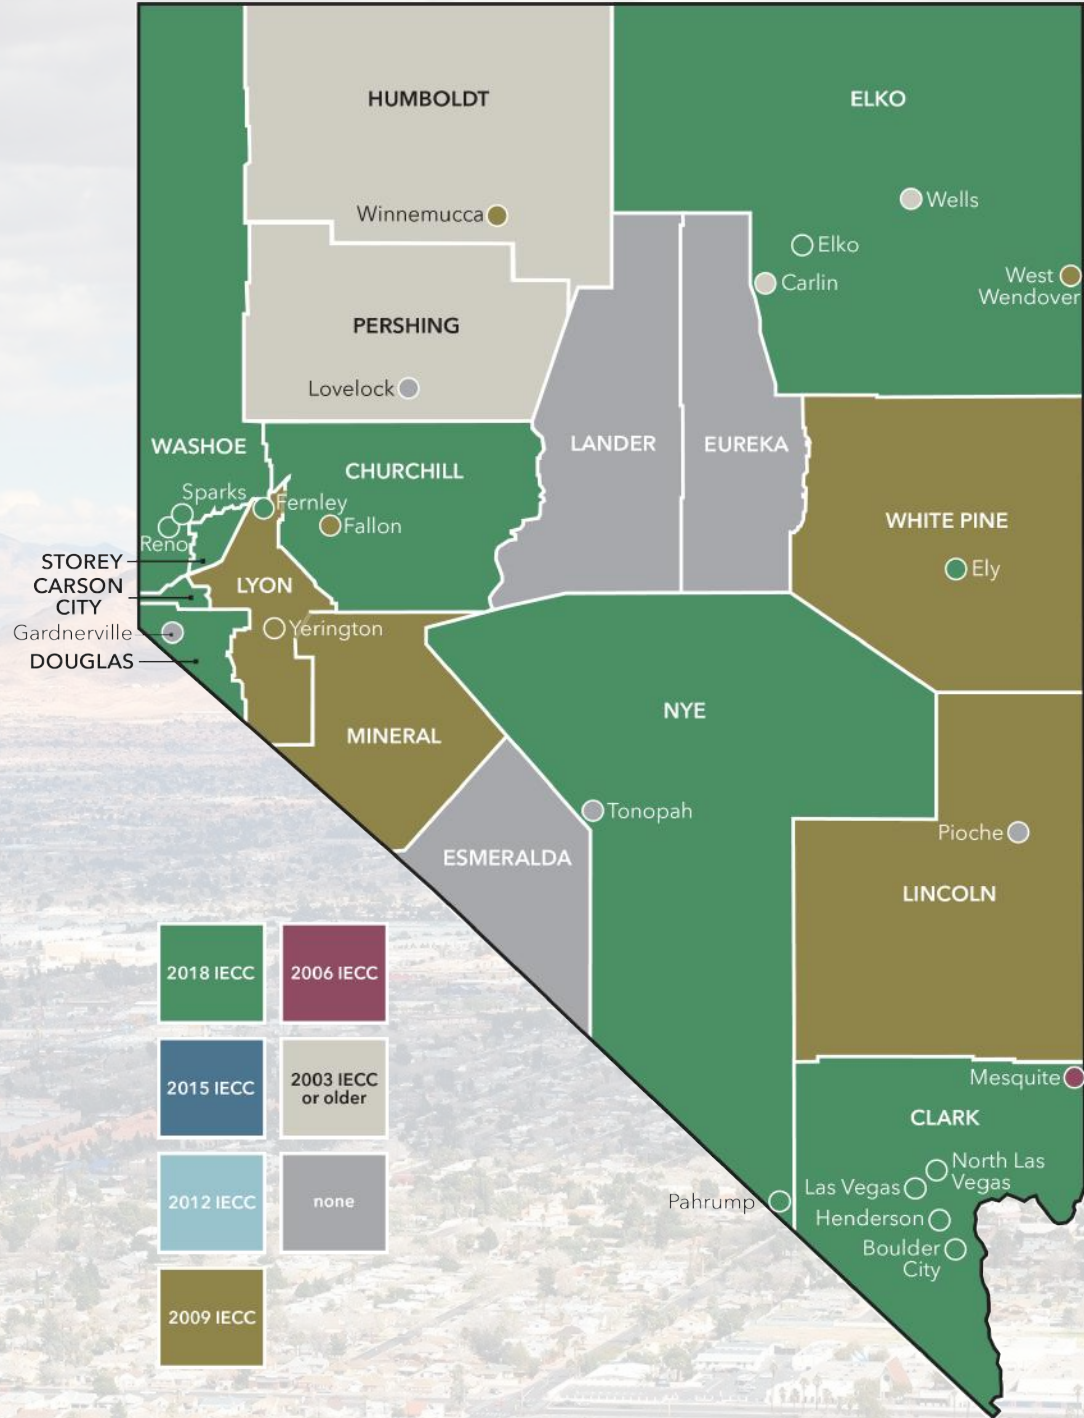 HUMBOLDT
ELKO
Wells
Winnemucca
Elko
Carlin
West
Wendover
PERSHING
Lovelock
WASHOE
CHURCHILL
LANDER
EUREKA
Sparks
Fernley
Fallon
Reno
WHITE PINE
Ely
STOREY
CARSON
CITY
LYON
Gardnerville
Yerington
DOUGLAS
NYE
MINERAL
Tonopah
Pioche
ESMERALDA
LINCOLN
2018 IECC
2006 IECC
2015 IECC
2003 IECC
or older
2012 IECC
none
2009 IECC
Mesquite
CLARK
North Las
Vegas
Las Vegas
Pahrump
Henderson
Boulder
City